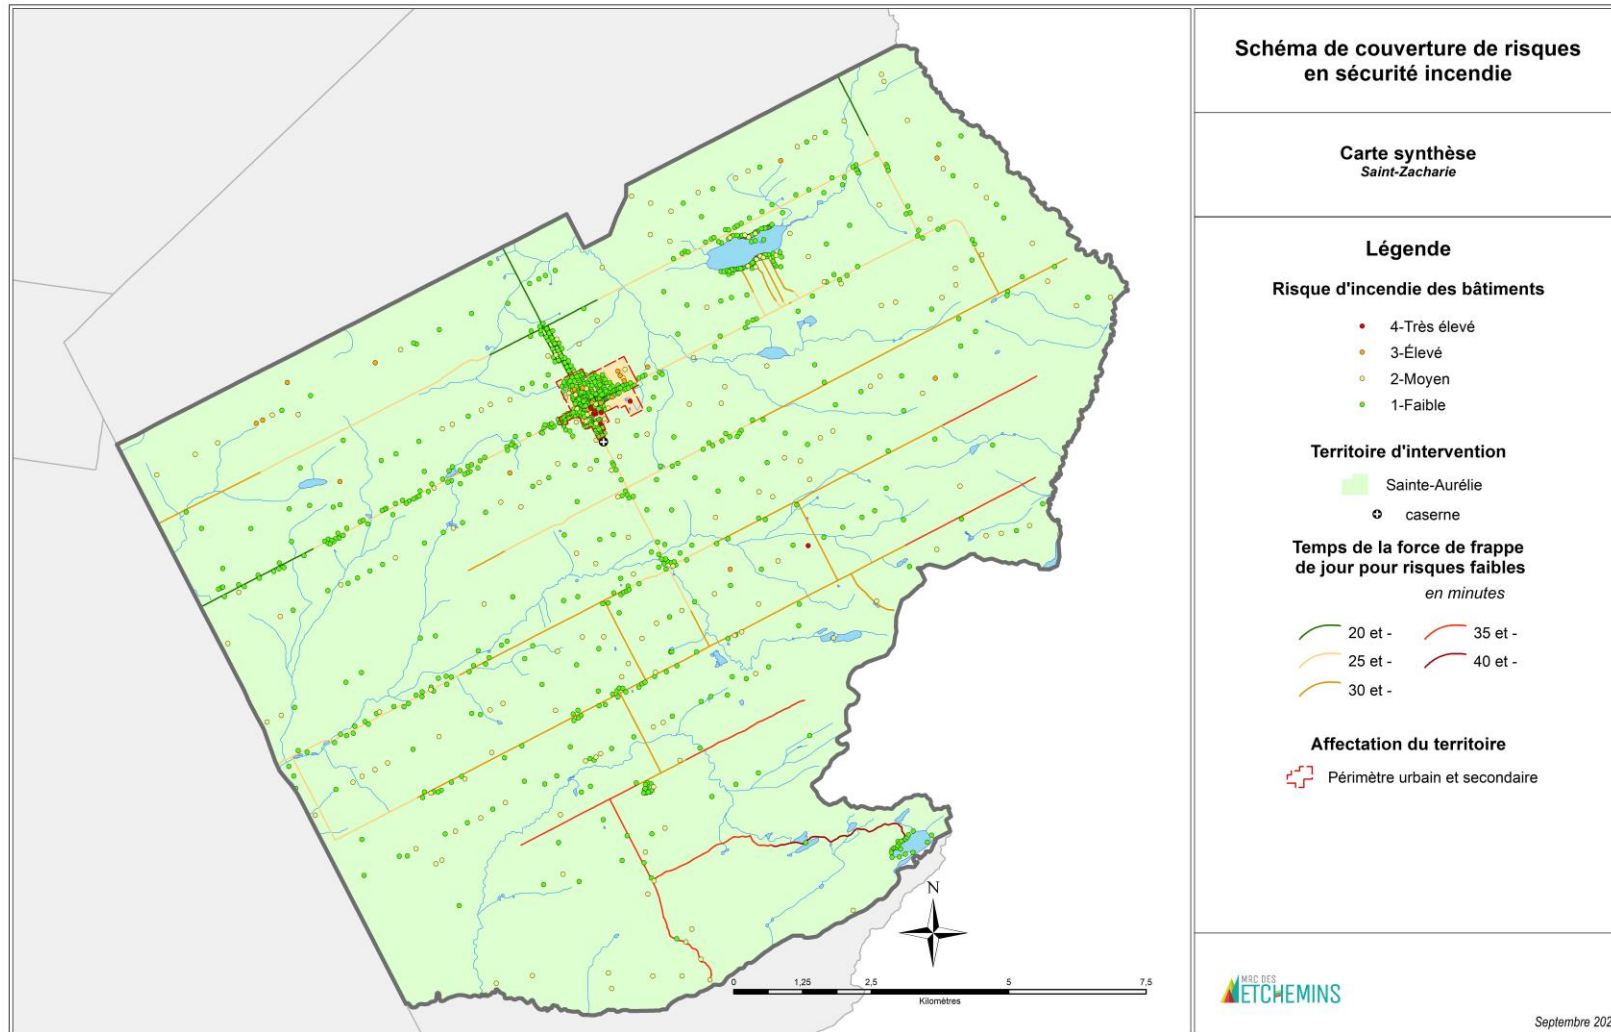 Schéma de couverture de risques
en sécurité incendie
Carte synthèse
Saint-Zacharie
Légende
Risque d'incendie des bâtiments
4-Très élevé
3-Élevé
2-Moyen
1-Faible
Territoire d'intervention
Sainte-Aurélie
caserne
Temps de la force de frappe
de jour pour risques faibles
en minutes
20 et -
35 et -
25 et -
40 et -
30 et -
Affectation du territoire
Périmètre urbain et secondaire
N
0 1,25 2,5 5 7,5
Kilomètres
MRC DES
ETCHEMINS
Septembre 202